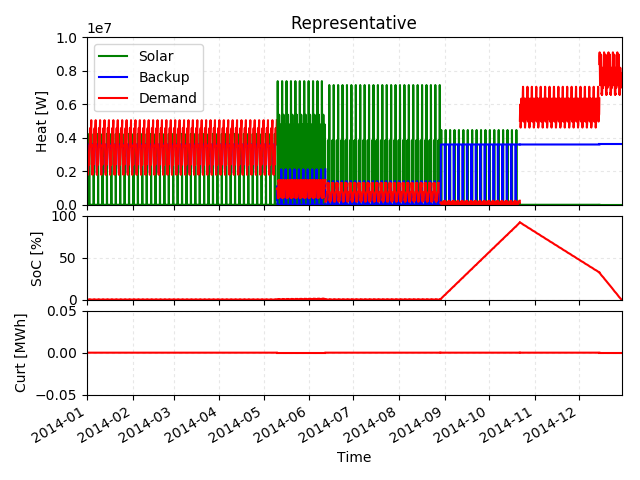 Representative
1e7
1.0
0.8
0.6
0.4
0.2
0.0
Heat [W]
Solar
Backup
Demand
100
50
0
SoC [%]
0.05
0.00
−0.05
Curt [MWh]
2014-01
2014-02
2014-03
2014-04
2014-05
2014-06
2014-07
2014-08
2014-09
2014-10
2014-11
2014-12
Time